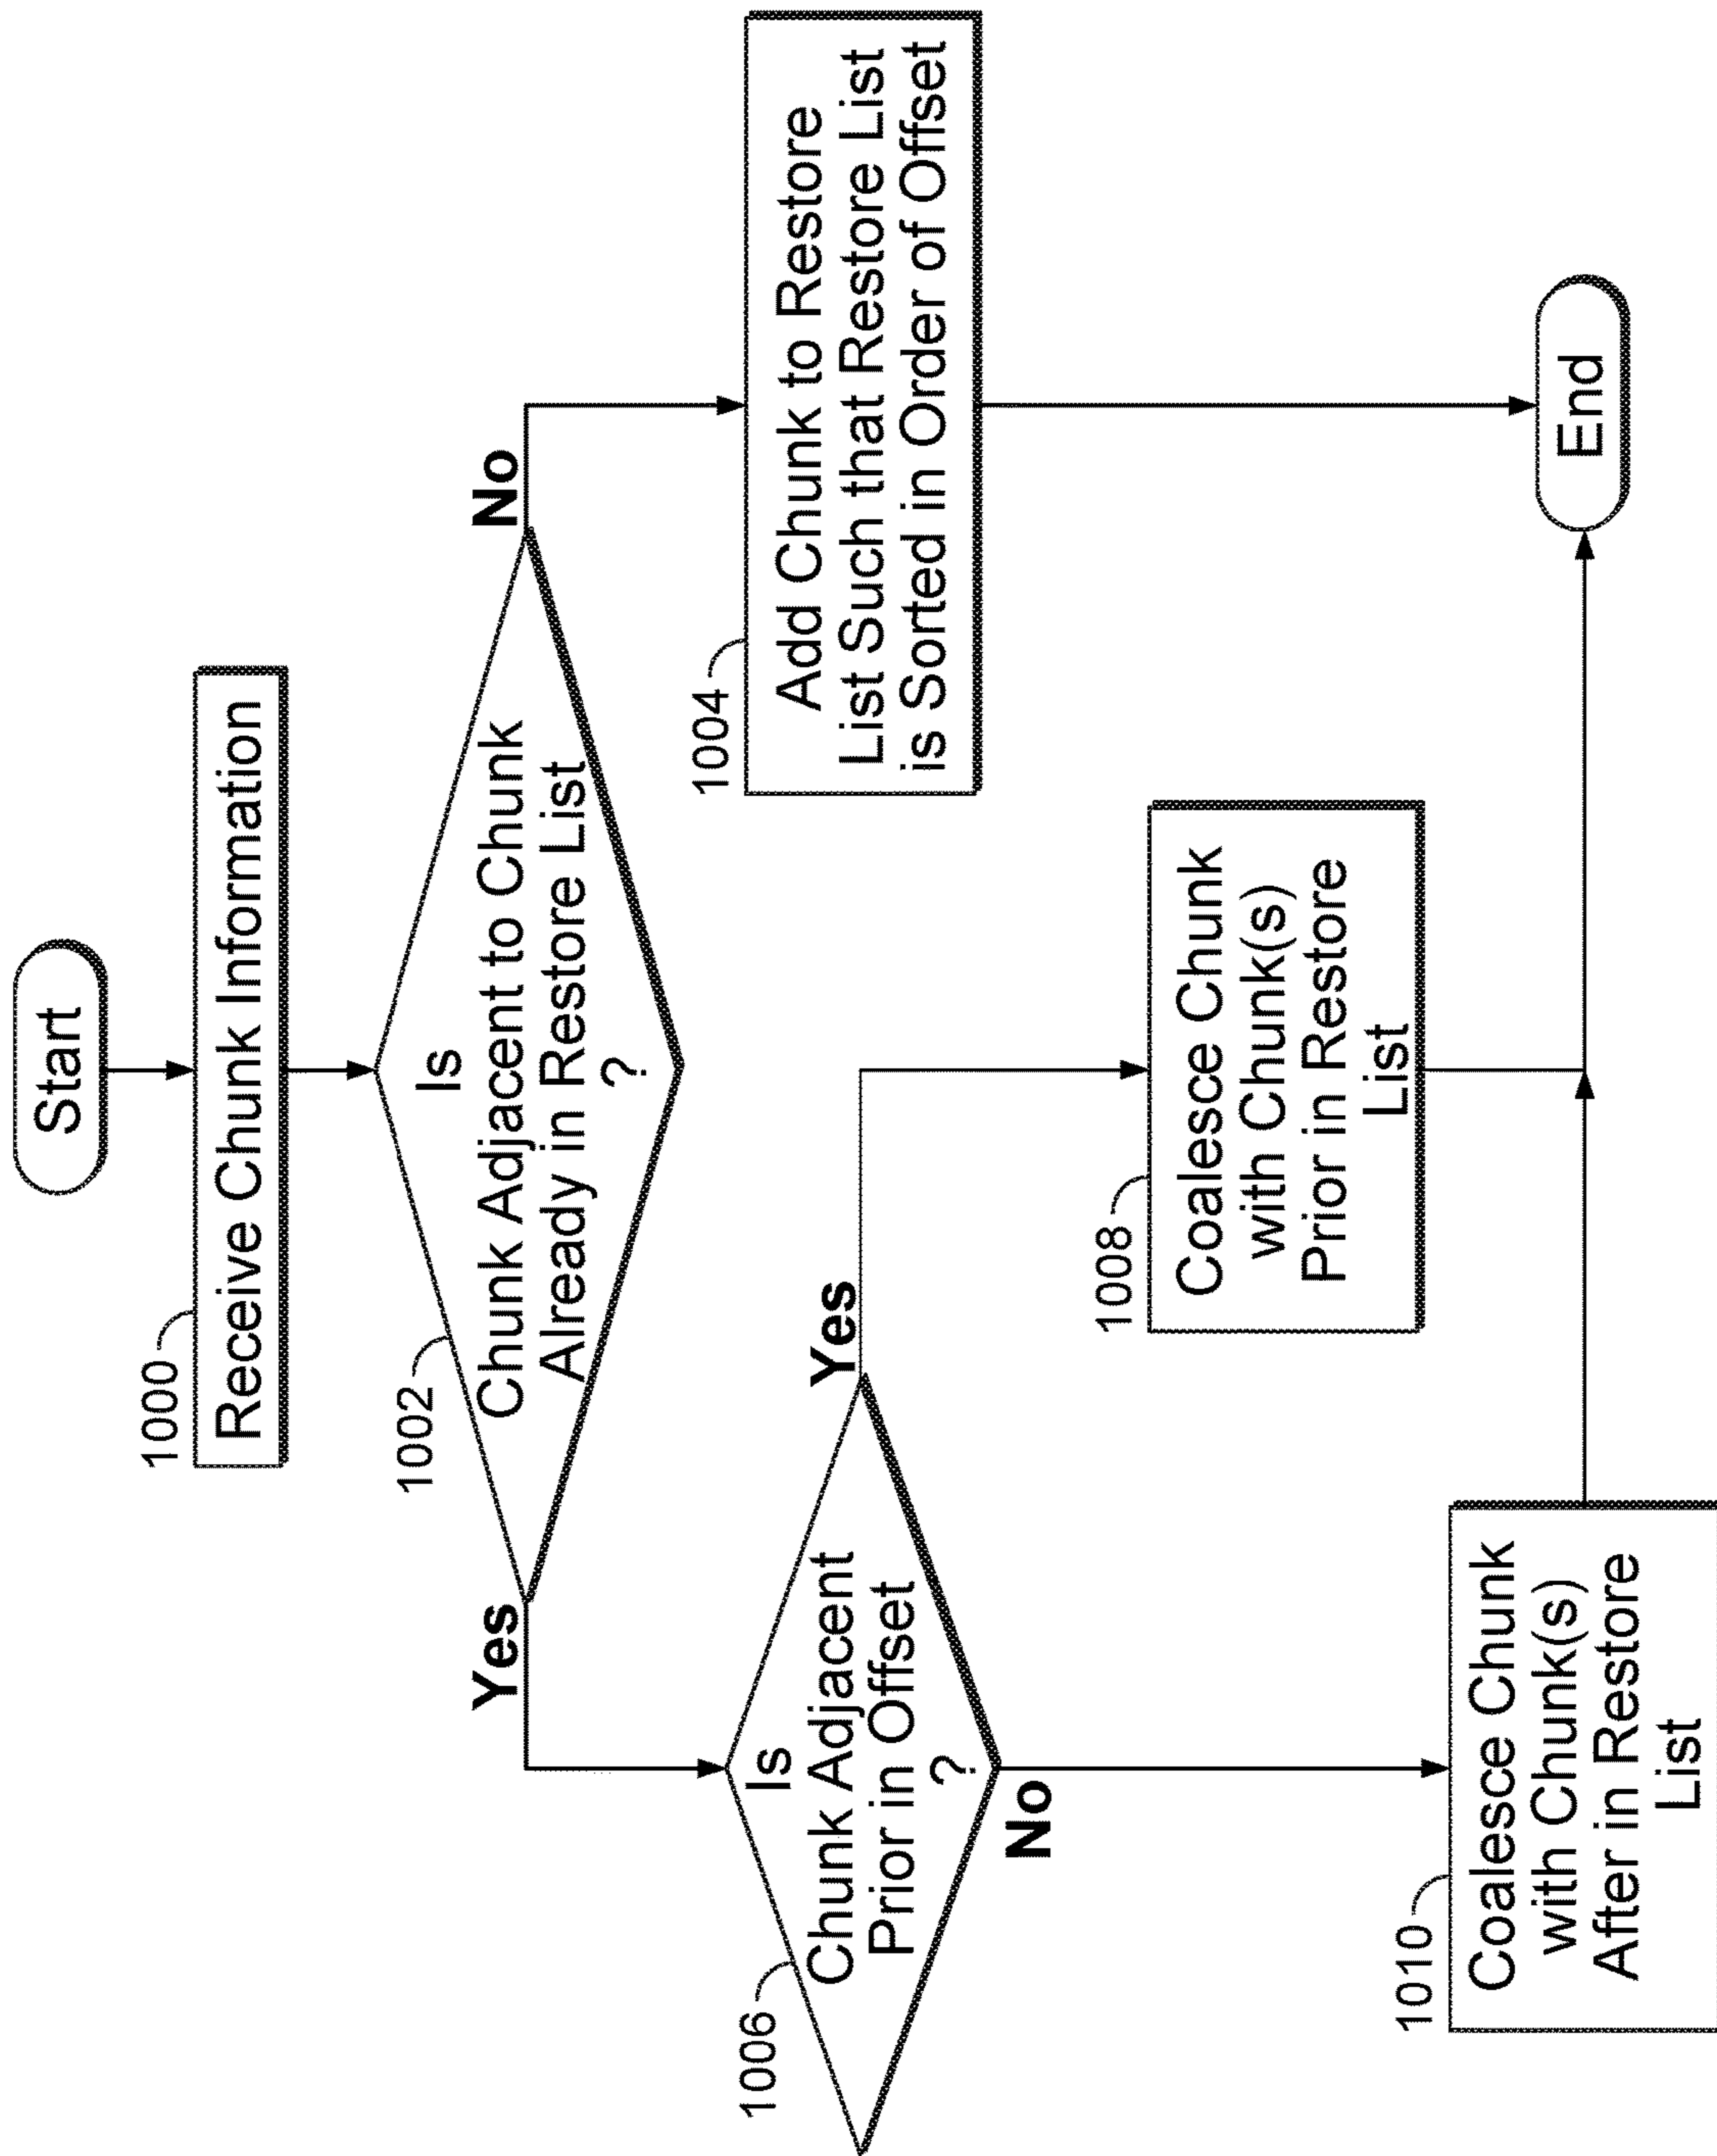 Start
1000
Receive Chunk Information
1002
Is
Chunk Adjacent to Chunk
Already in Restore List
?
Yes
No
1004
Add Chunk to Restore
List Such that Restore List
is Sorted in Order of Offset
1006
Is
Chunk Adjacent
Prior in Offset
?
Yes
No
1008
Coalesce Chunk
with Chunk(s)
Prior in Restore
List
1010
Coalesce Chunk
with Chunk(s)
After in Restore
List
End